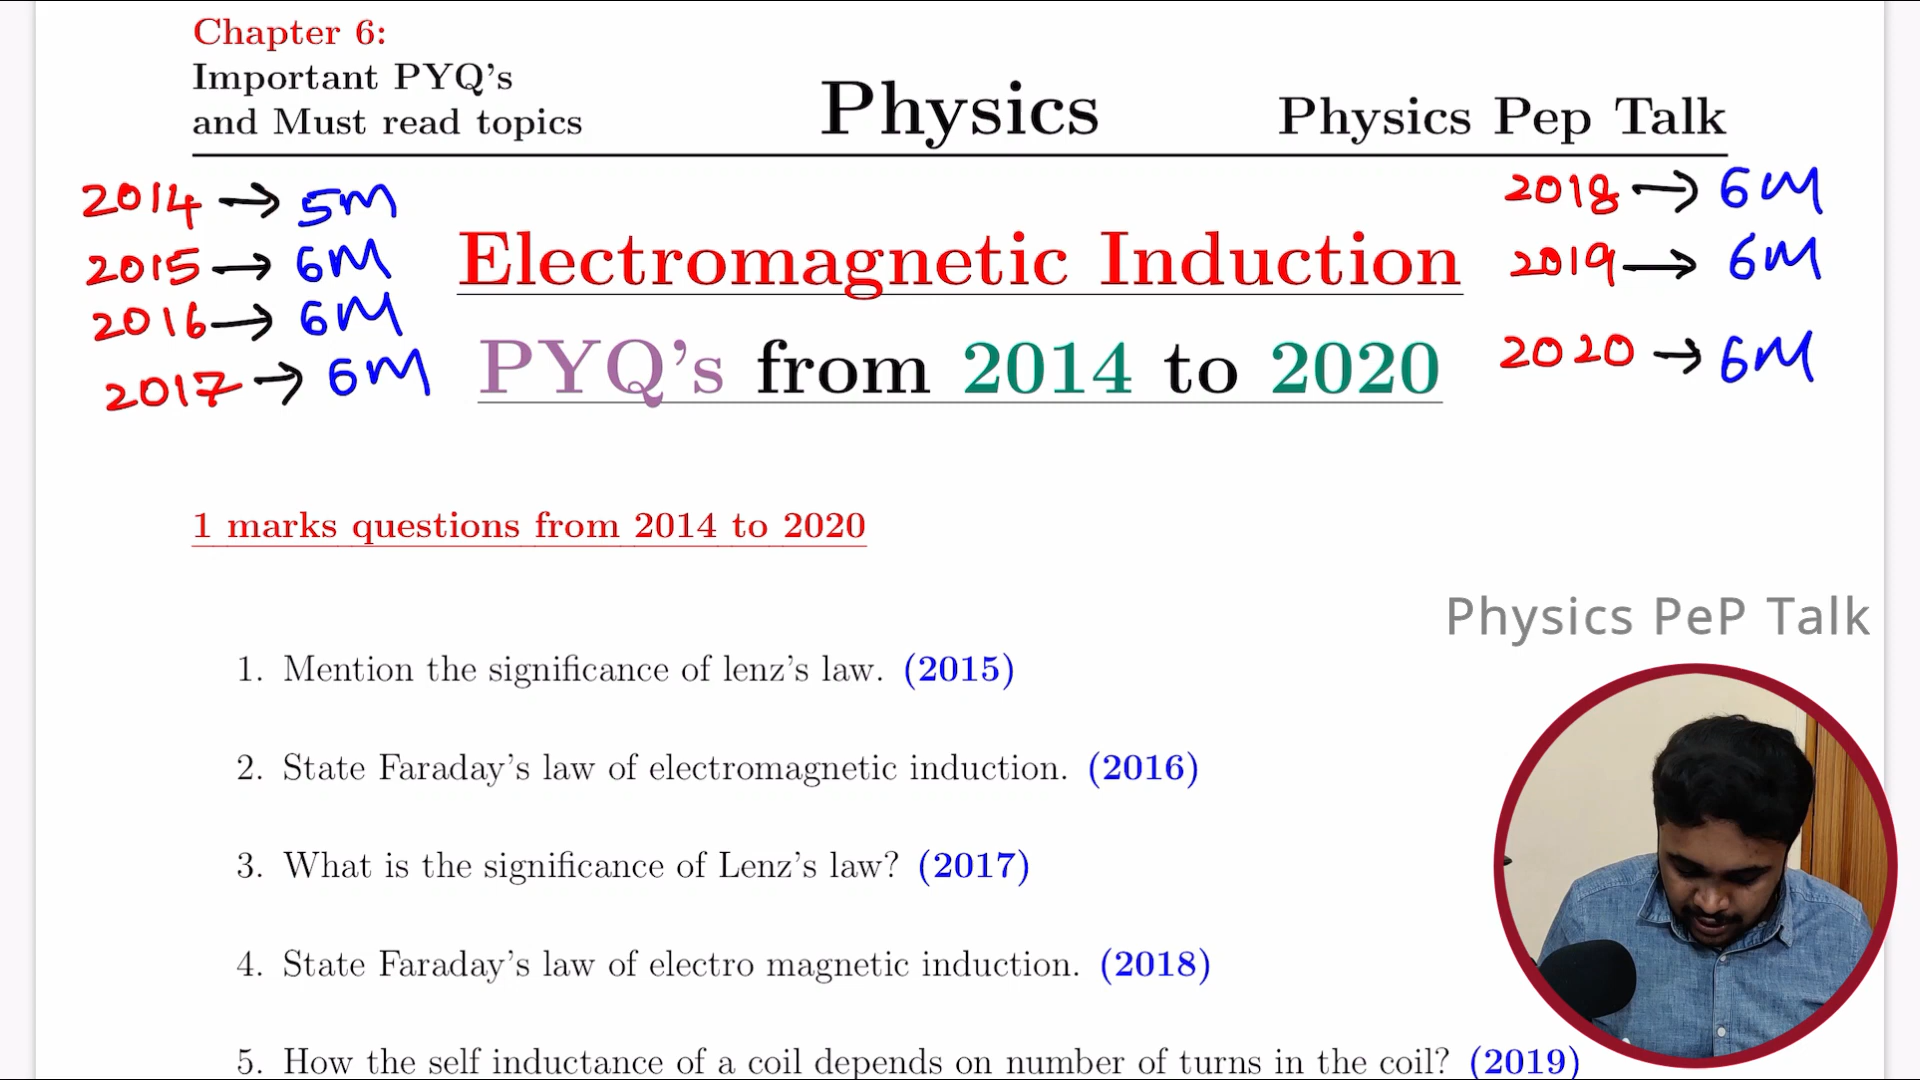 Chapter 6:
Important PYQ's
and Must read topics
Physics
Physics Pep Talk
2014 → 5M
2015 → 6M
2016 → 6M
2017 → 6M
2018 → 6M
2019 → 6M
2020 → 6M
Electromagnetic Induction
PYQ's from 2014 to 2020
1 marks questions from 2014 to 2020
Physics PeP Talk
1. Mention the significance of lenz's law. (2015)
2. State Faraday's law of electromagnetic induction. (2016)
3. What is the significance of Lenz's law? (2017)
4. State Faraday's law of electro magnetic induction. (2018)
5. How the self inductance of a coil depends on number of turns in the coil? (2019)